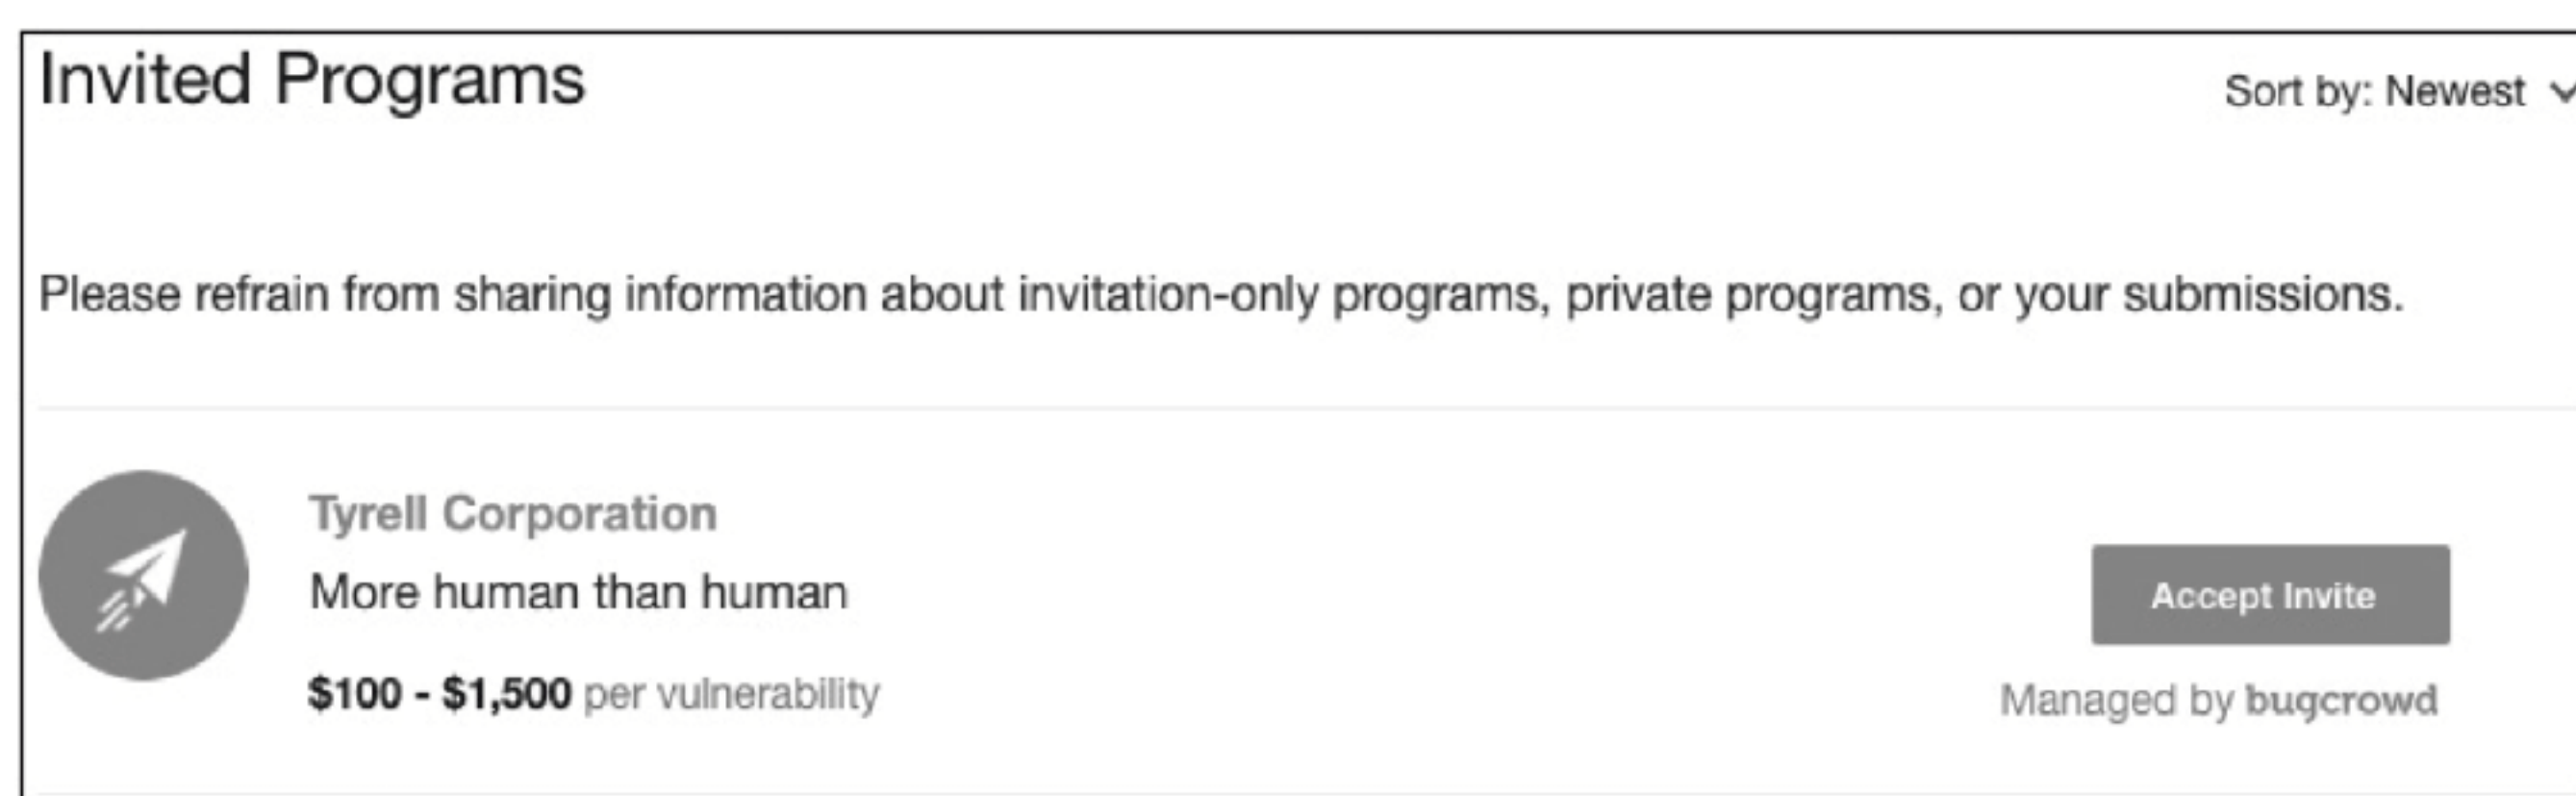 Invited Programs
Sort by: Newest
Please refrain from sharing information about invitation-only programs, private programs, or your submissions.
Tyrell Corporation
More human than human
Accept Invite
$100 - $1,500 per vulnerability
Managed by bugcrowd